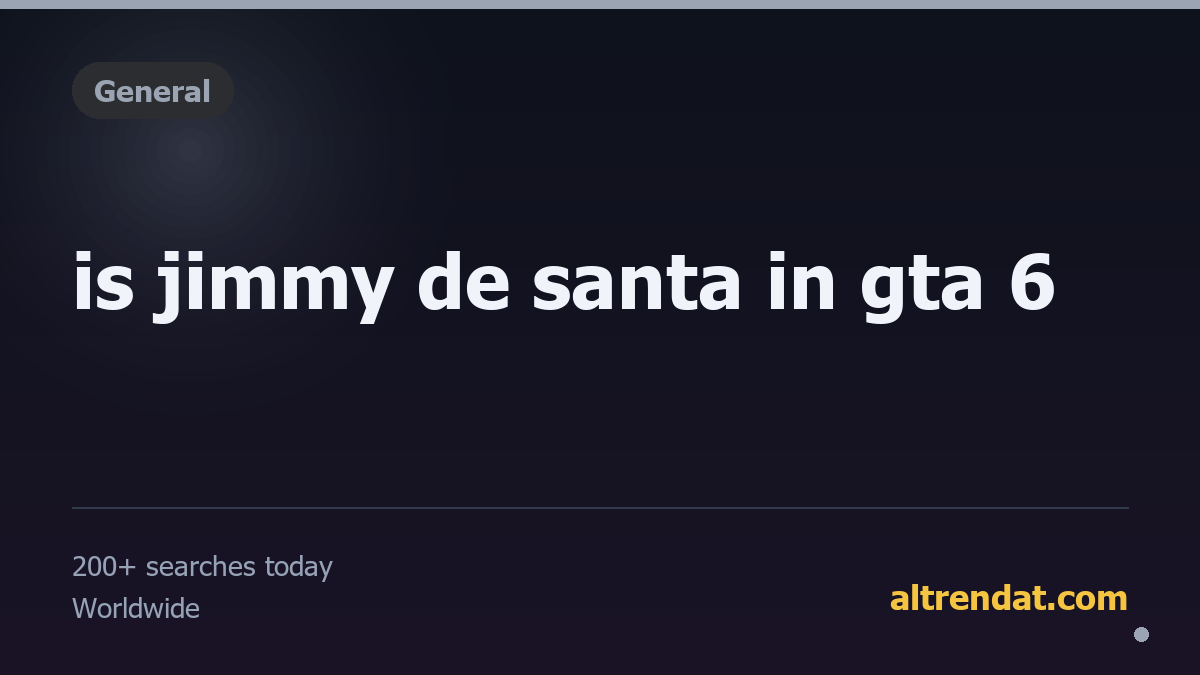 General
is jimmy de santa in gta 6
200+ searches today
Worldwide
altrendat.com